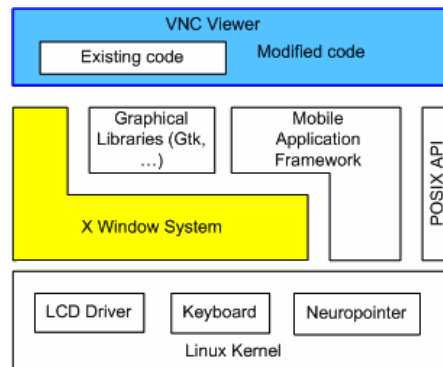 VNC Viewer
Existing code
Modified code
Graphical
Libraries (Gtk,
...)
Mobile
Application
Framework
POSIX API
X Window System
LCD Driver
Keyboard
Neuropointer
Linux Kernel